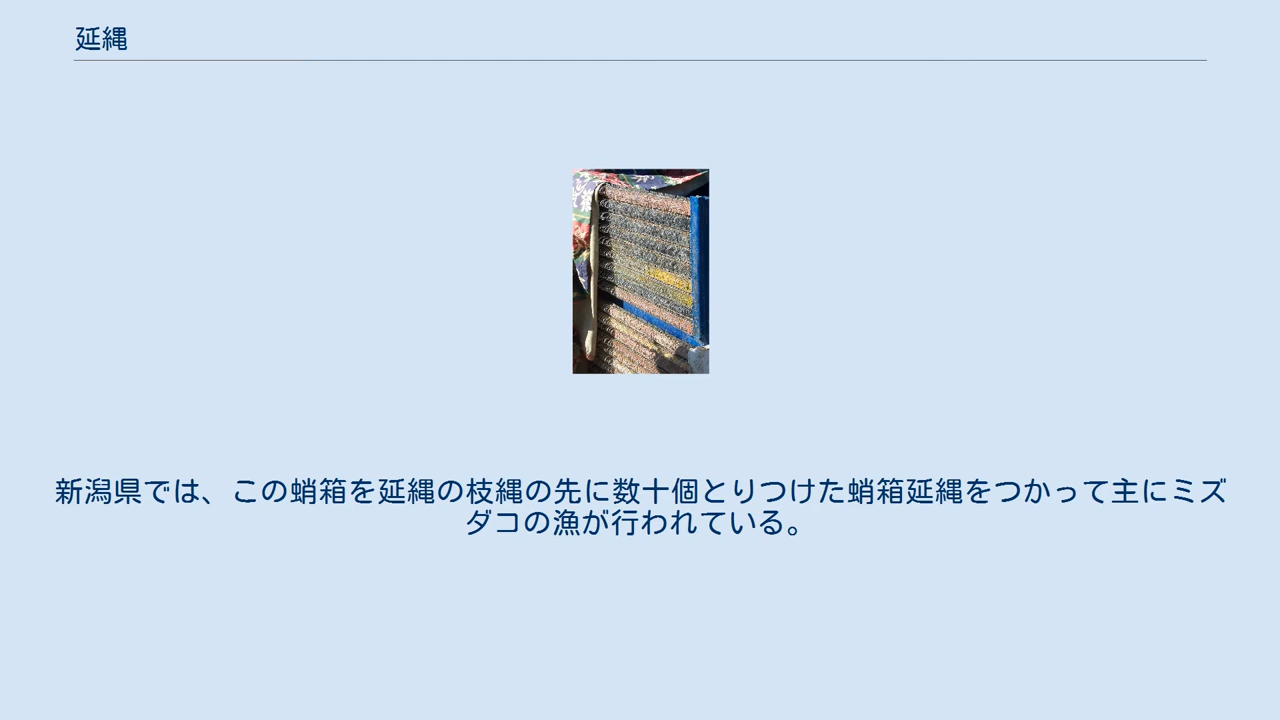 延縄
新潟県では、この蛸箱を延縄の枝縄の先に数十個とりつけた蛸箱延縄をつかって主にミズ
ダコの漁が行われている。